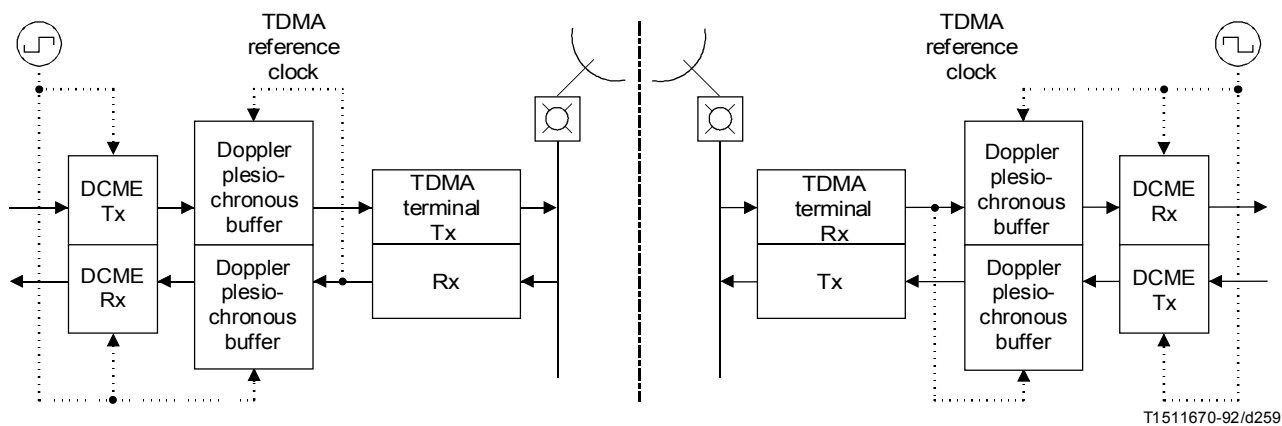 TDMA
reference
clock
DCME
Tx
Doppler
plesio-
chronous
buffer
TDMA
terminal
Tx
DCME
Rx
Doppler
plesio-
chronous
buffer
Rx
TDMA
reference
clock
TDMA
terminal
Rx
Doppler
plesio-
chronous
buffer
DCME
Rx
Tx
Doppler
plesio-
chronous
buffer
DCME
Tx
T1511670-92/d259